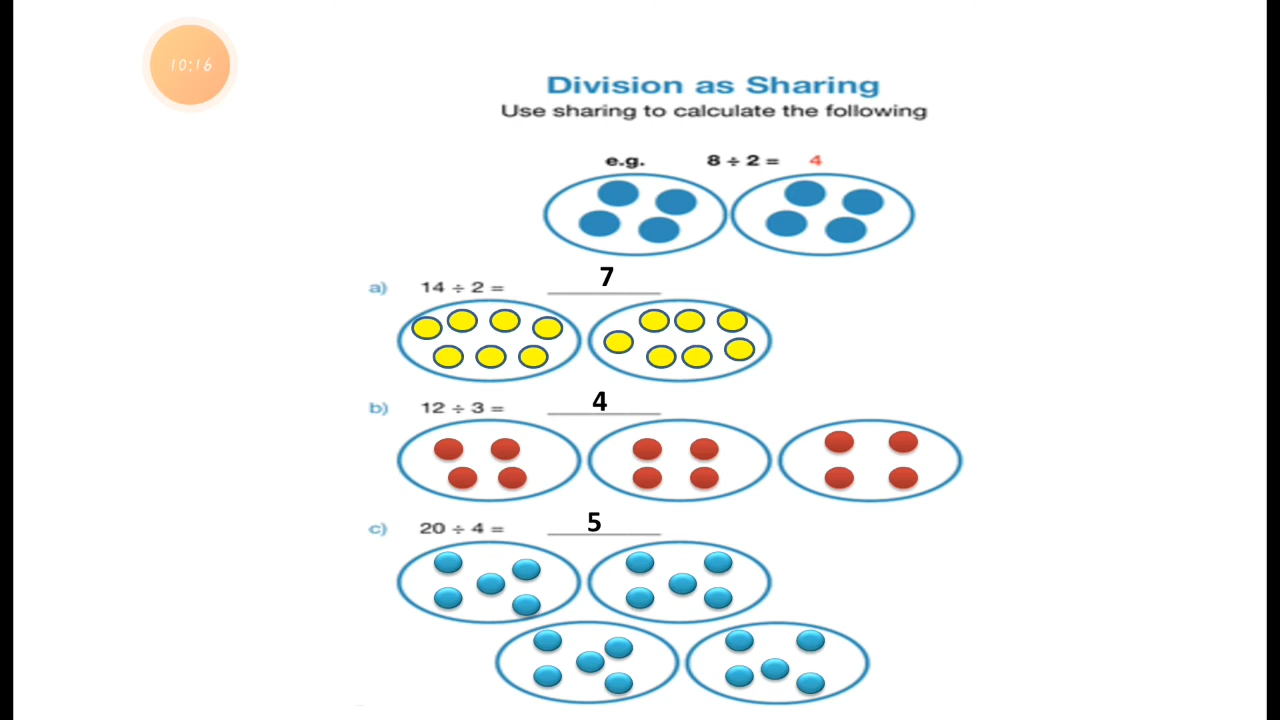 10:16
Division as Sharing
Use sharing to calculate the following
e.g. 8 ÷ 2 = 4
a) 14 ÷ 2 = 7
b) 12 ÷ 3 = 4
c) 20 ÷ 4 = 5